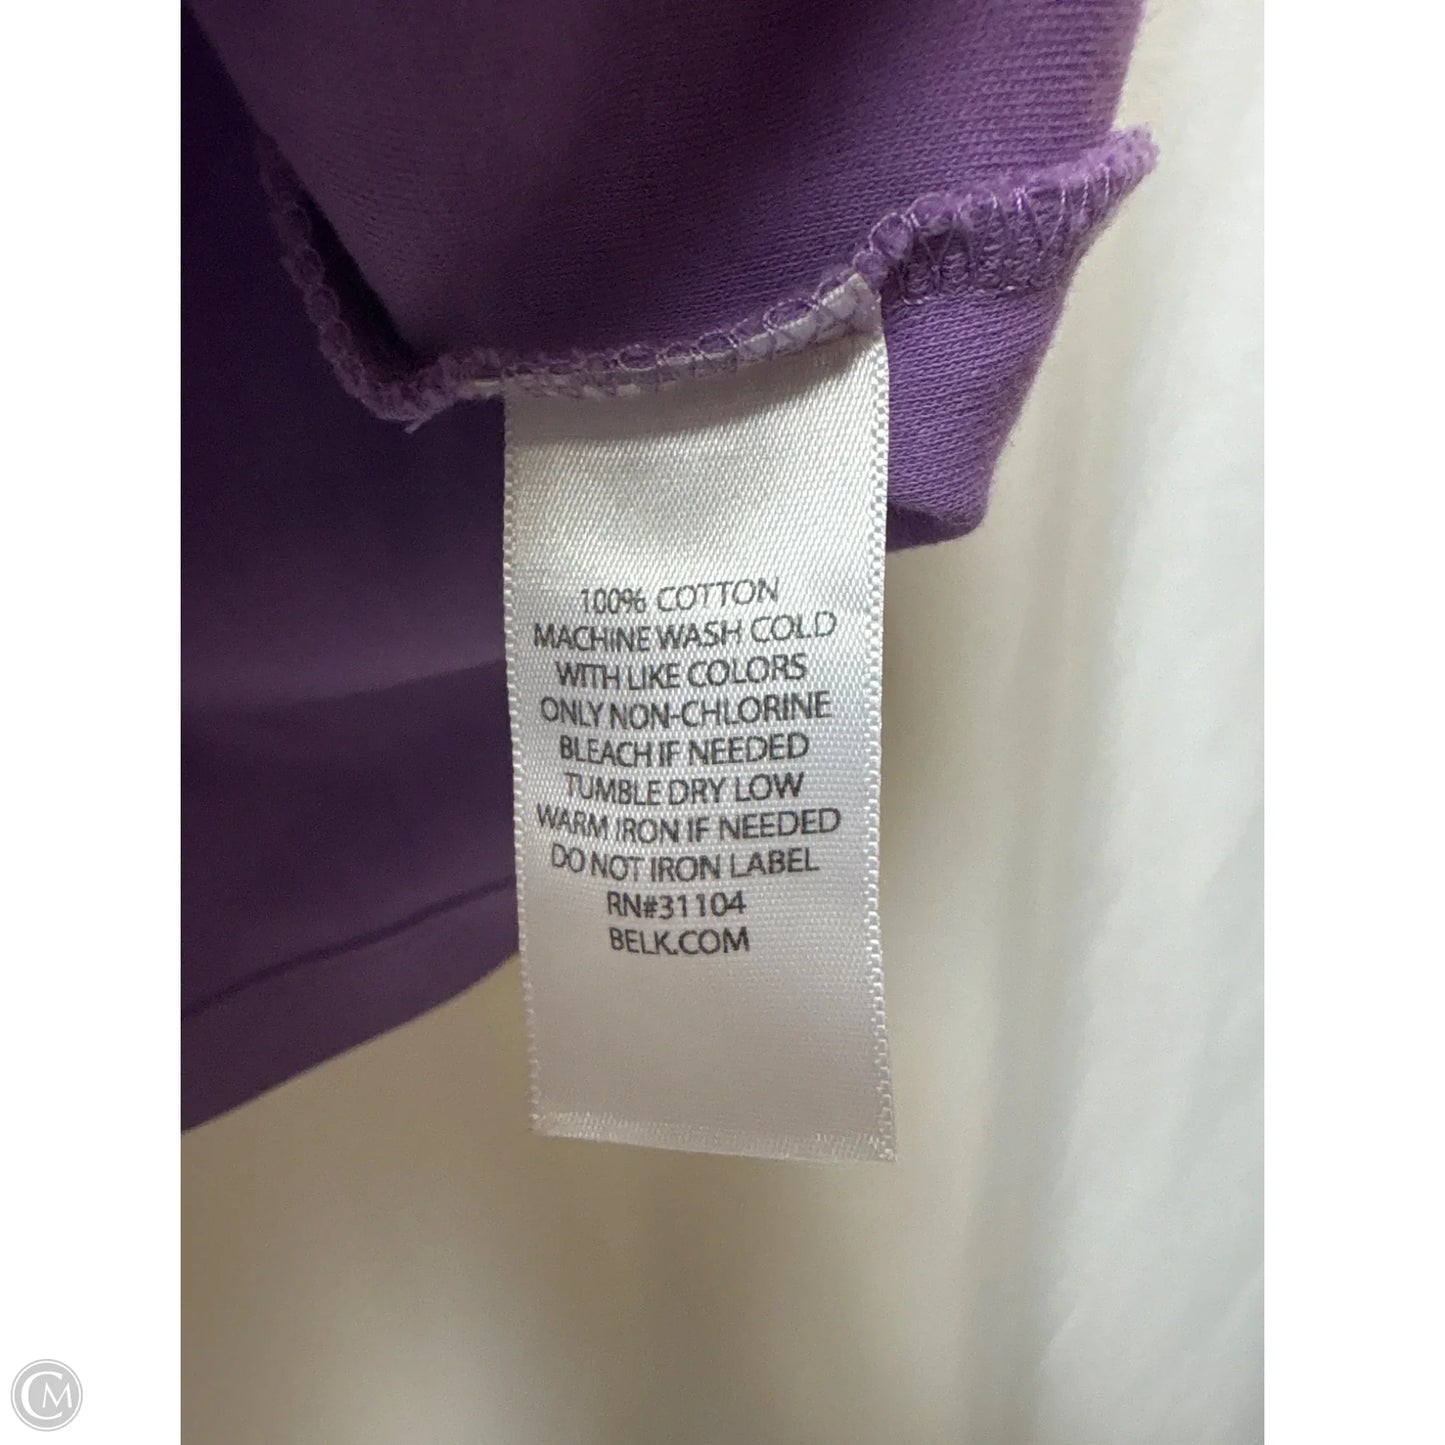 100% COTTON
MACHINE WASH COLD
WITH LIKE COLORS
ONLY NON-CHLORINE
BLEACH IF NEEDED
TUMBLE DRY LOW
WARM IRON IF NEEDED
DO NOT IRON LABEL
RN#31104
BELK.COM
CM